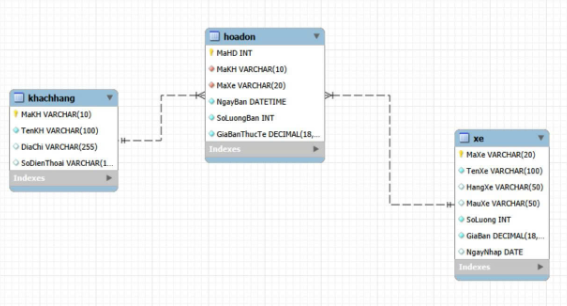 hoadon
MaHD INT
MaKH VARCHAR(10)
MaXe VARCHAR(20)
NgayBan DATETIME
SoLuongBan INT
GiaBanThucTe DECIMAL(18,...
Indexes
khachhang
MaKH VARCHAR(10)
TenKH VARCHAR(100)
DiaChi VARCHAR(255)
SoDienThoai VARCHAR(1...
Indexes
xe
MaXe VARCHAR(20)
TenXe VARCHAR(100)
HangXe VARCHAR(50)
MauXe VARCHAR(50)
SoLuong INT
GiaBan DECIMAL(18,...
NgayNhap DATE
Indexes